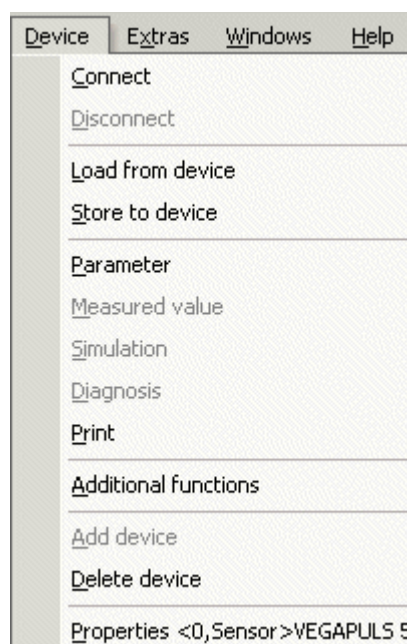 Device Extras Windows Help
Connect
Disconnect
Load from device
Store to device
Parameter
Measured value
Simulation
Diagnosis
Print
Additional functions
Add device
Delete device
Properties <0,Sensor>VEGAPULS 5